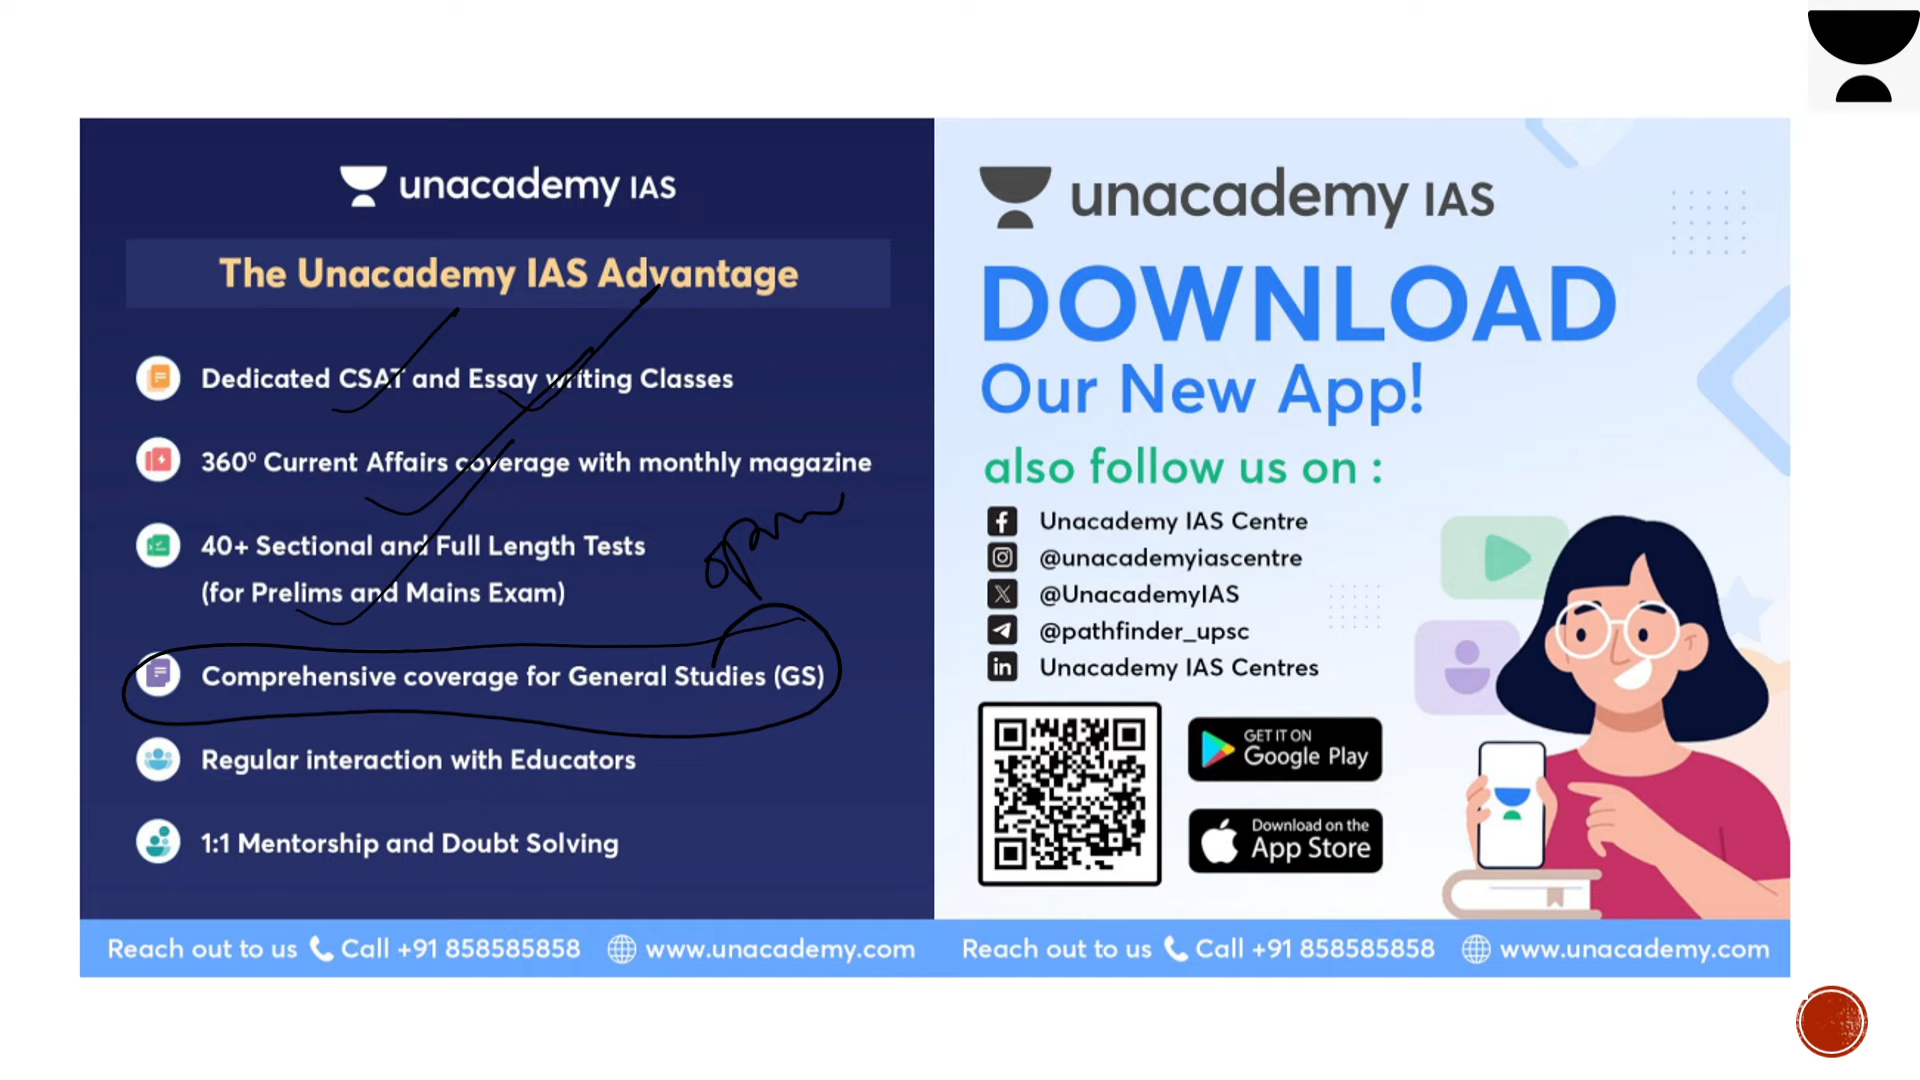 unacademy IAS
The Unacademy IAS Advantage
Dedicated CSAT and Essay writing Classes
360⁰ Current Affairs coverage with monthly magazine
40+ Sectional and Full Length Tests
(for Prelims and Mains Exam)
Comprehensive coverage for General Studies (GS)
Regular interaction with Educators
1:1 Mentorship and Doubt Solving
Reach out to us Call +91 858585858 www.unacademy.com
unacademy IAS
DOWNLOAD
Our New App!
also follow us on :
Unacademy IAS Centre
@unacademyiascentre
@UnacademyIAS
@pathfinder_upsc
Unacademy IAS Centres
GET IT ON
Google Play
Download on the
App Store
Reach out to us Call +91 858585858 www.unacademy.com